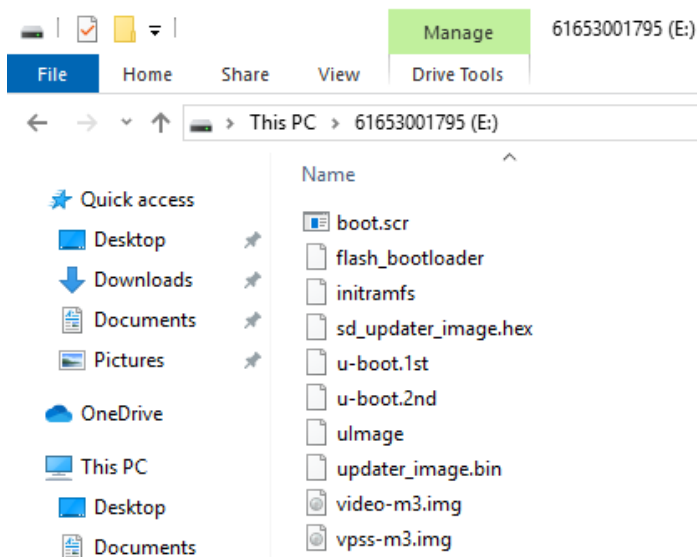 Manage
61653001795 (E:)
File
Home
Share
View
Drive Tools
This PC
61653001795 (E:)
Name
Quick access
Desktop
Downloads
Documents
Pictures
OneDrive
This PC
Desktop
Documents
boot.scr
flash_bootloader
initramfs
sd_updater_image.hex
u-boot.1st
u-boot.2nd
uImage
updater_image.bin
video-m3.img
vpss-m3.img